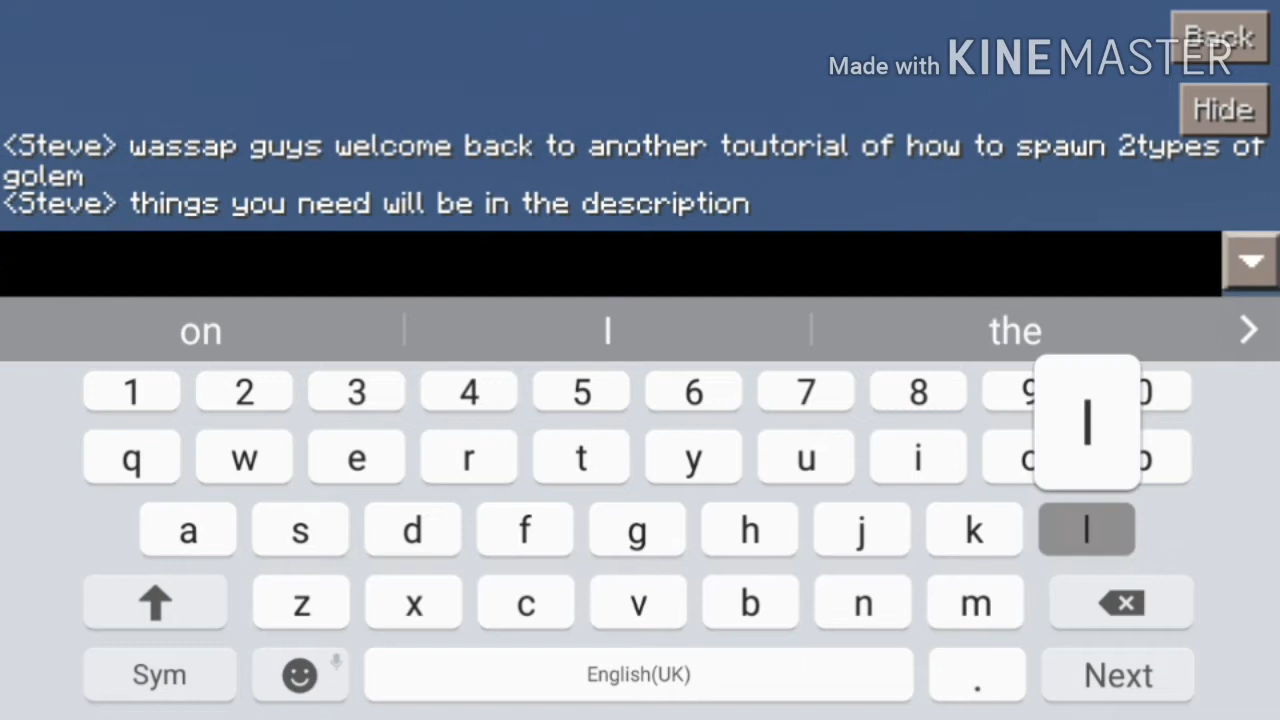 Back
Made with KINEMASTER
Hide
<Steve> wassap guys welcome back to another toutorial of how to spawn 2types of
golem
<Steve> things you need will be in the description
on I the
1 2 3 4 5 6 7 8 9 0
q w e r t y u i o p
l
a s d f g h j k l
z x c v b n m
Sym English(UK) . Next